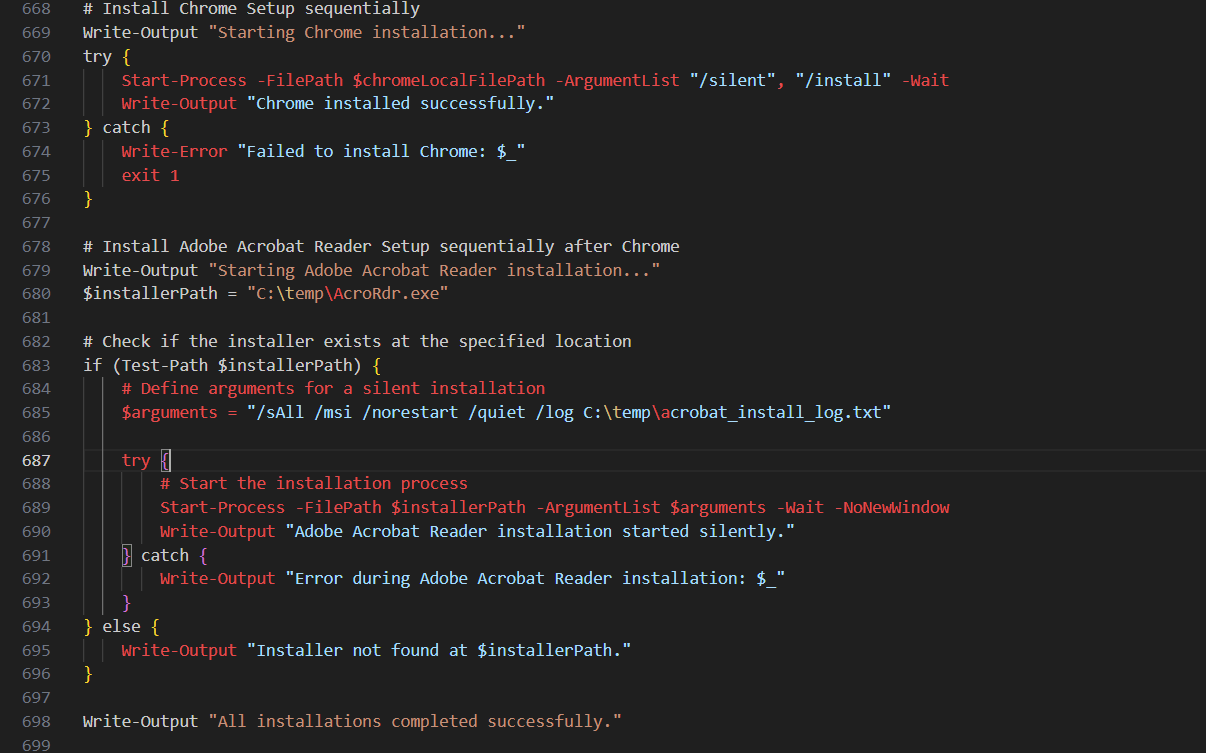 668 # Install Chrome Setup sequentially
669 Write-Output "Starting Chrome installation..."
670 try {
671 Start-Process -FilePath $chromeLocalFilePath -ArgumentList "/silent", "/install" -Wait
672 Write-Output "Chrome installed successfully."
673 } catch {
674 Write-Error "Failed to install Chrome: $_"
675 exit 1
676 }
677
678 # Install Adobe Acrobat Reader Setup sequentially after Chrome
679 Write-Output "Starting Adobe Acrobat Reader installation..."
680 $installerPath = "C:\temp\AcroRdr.exe"
681
682 # Check if the installer exists at the specified location
683 if (Test-Path $installerPath) {
684 # Define arguments for a silent installation
685 $arguments = "/sAll /msi /norestart /quiet /log C:\temp\acrobat_install_log.txt"
686
687 try {
688 # Start the installation process
689 Start-Process -FilePath $installerPath -ArgumentList $arguments -Wait -NoNewWindow
690 Write-Output "Adobe Acrobat Reader installation started silently."
691 } catch {
692 Write-Output "Error during Adobe Acrobat Reader installation: $_"
693 }
694 } else {
695 Write-Output "Installer not found at $installerPath."
696 }
697
698 Write-Output "All installations completed successfully."
699